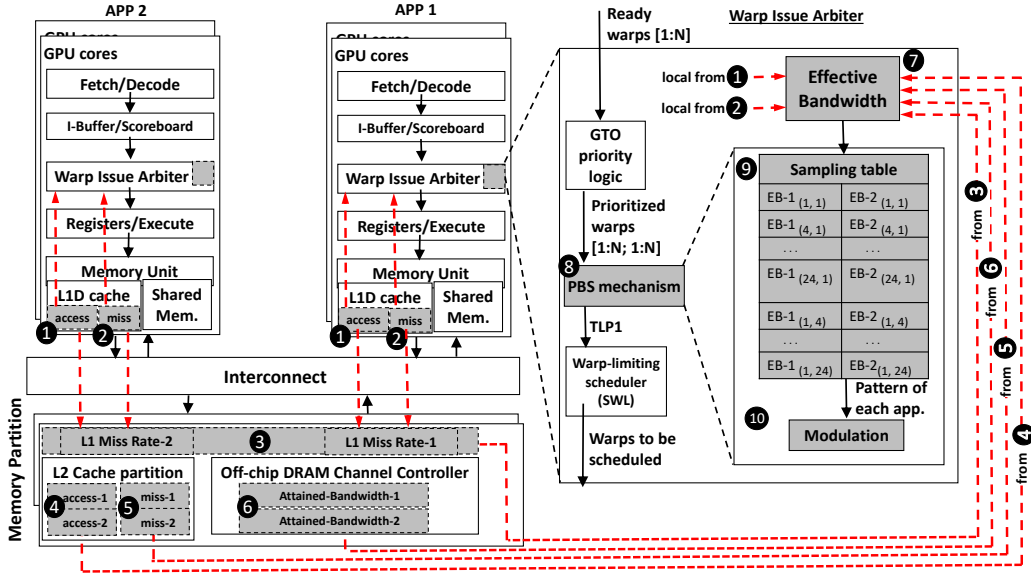 APP 2
GPU cores
GPU cores
Fetch/Decode
I-Buffer/Scoreboard
Warp Issue Arbiter
Registers/Execute
Memory Unit
L1D cache
access
miss
Shared
Mem.
1
2
APP 1
GPU cores
GPU cores
Fetch/Decode
I-Buffer/Scoreboard
Warp Issue Arbiter
Registers/Execute
Memory Unit
L1D cache
access
miss
Shared
Mem.
1
2
Interconnect
Memory Partition
L1 Miss Rate-2
3
L1 Miss Rate-1
L2 Cache partition
4
access-1
access-2
5
miss-1
miss-2
Off-chip DRAM Channel Controller
6
Attained-Bandwidth-1
Attained-Bandwidth-2
Warp Issue Arbiter
Ready
warps [1:N]
GTO
priority
logic
Prioritized
warps
[1:N; 1:N]
8
PBS mechanism
TLP1
Warp-limiting
scheduler
(SWL)
Warps to be
scheduled
local from 1
local from 2
7
Effective
Bandwidth
9
Sampling table
EB-1 (1, 1) EB-2 (1, 1)
EB-1 (4, 1) EB-2 (4, 1)
... ...
EB-1 (24, 1) EB-2 (24, 1)
EB-1 (1, 4) EB-2 (1, 4)
... ...
EB-1 (1, 24) EB-2 (1, 24)
Pattern of
each app.
10
Modulation
from 3
from 6
from 5
from 4